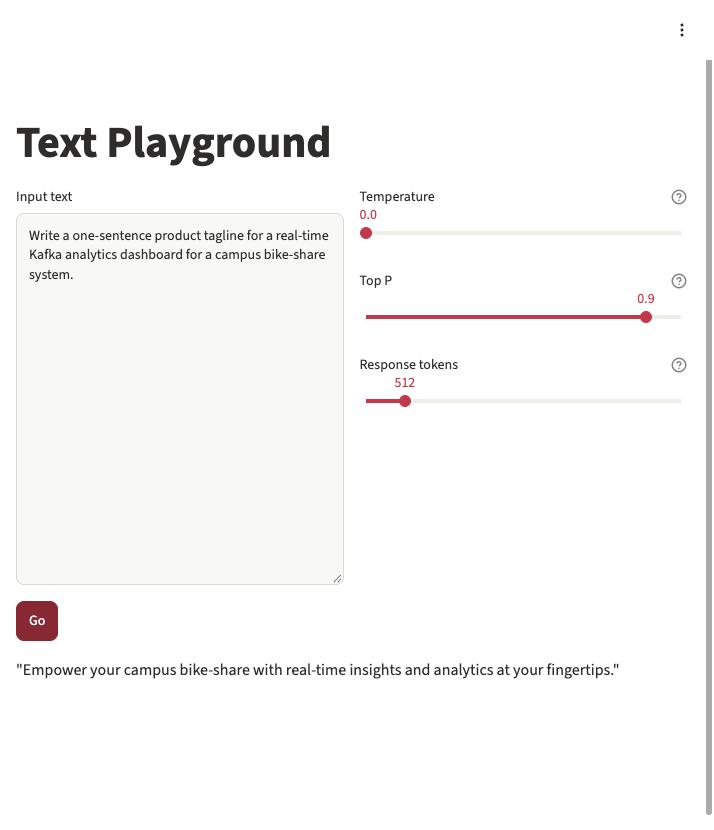 Text Playground
Input text
Write a one-sentence product tagline for a real-time
Kafka analytics dashboard for a campus bike-share
system.
Temperature
0.0
Top P
0.9
Response tokens
512
Go
"Empower your campus bike-share with real-time insights and analytics at your fingertips."